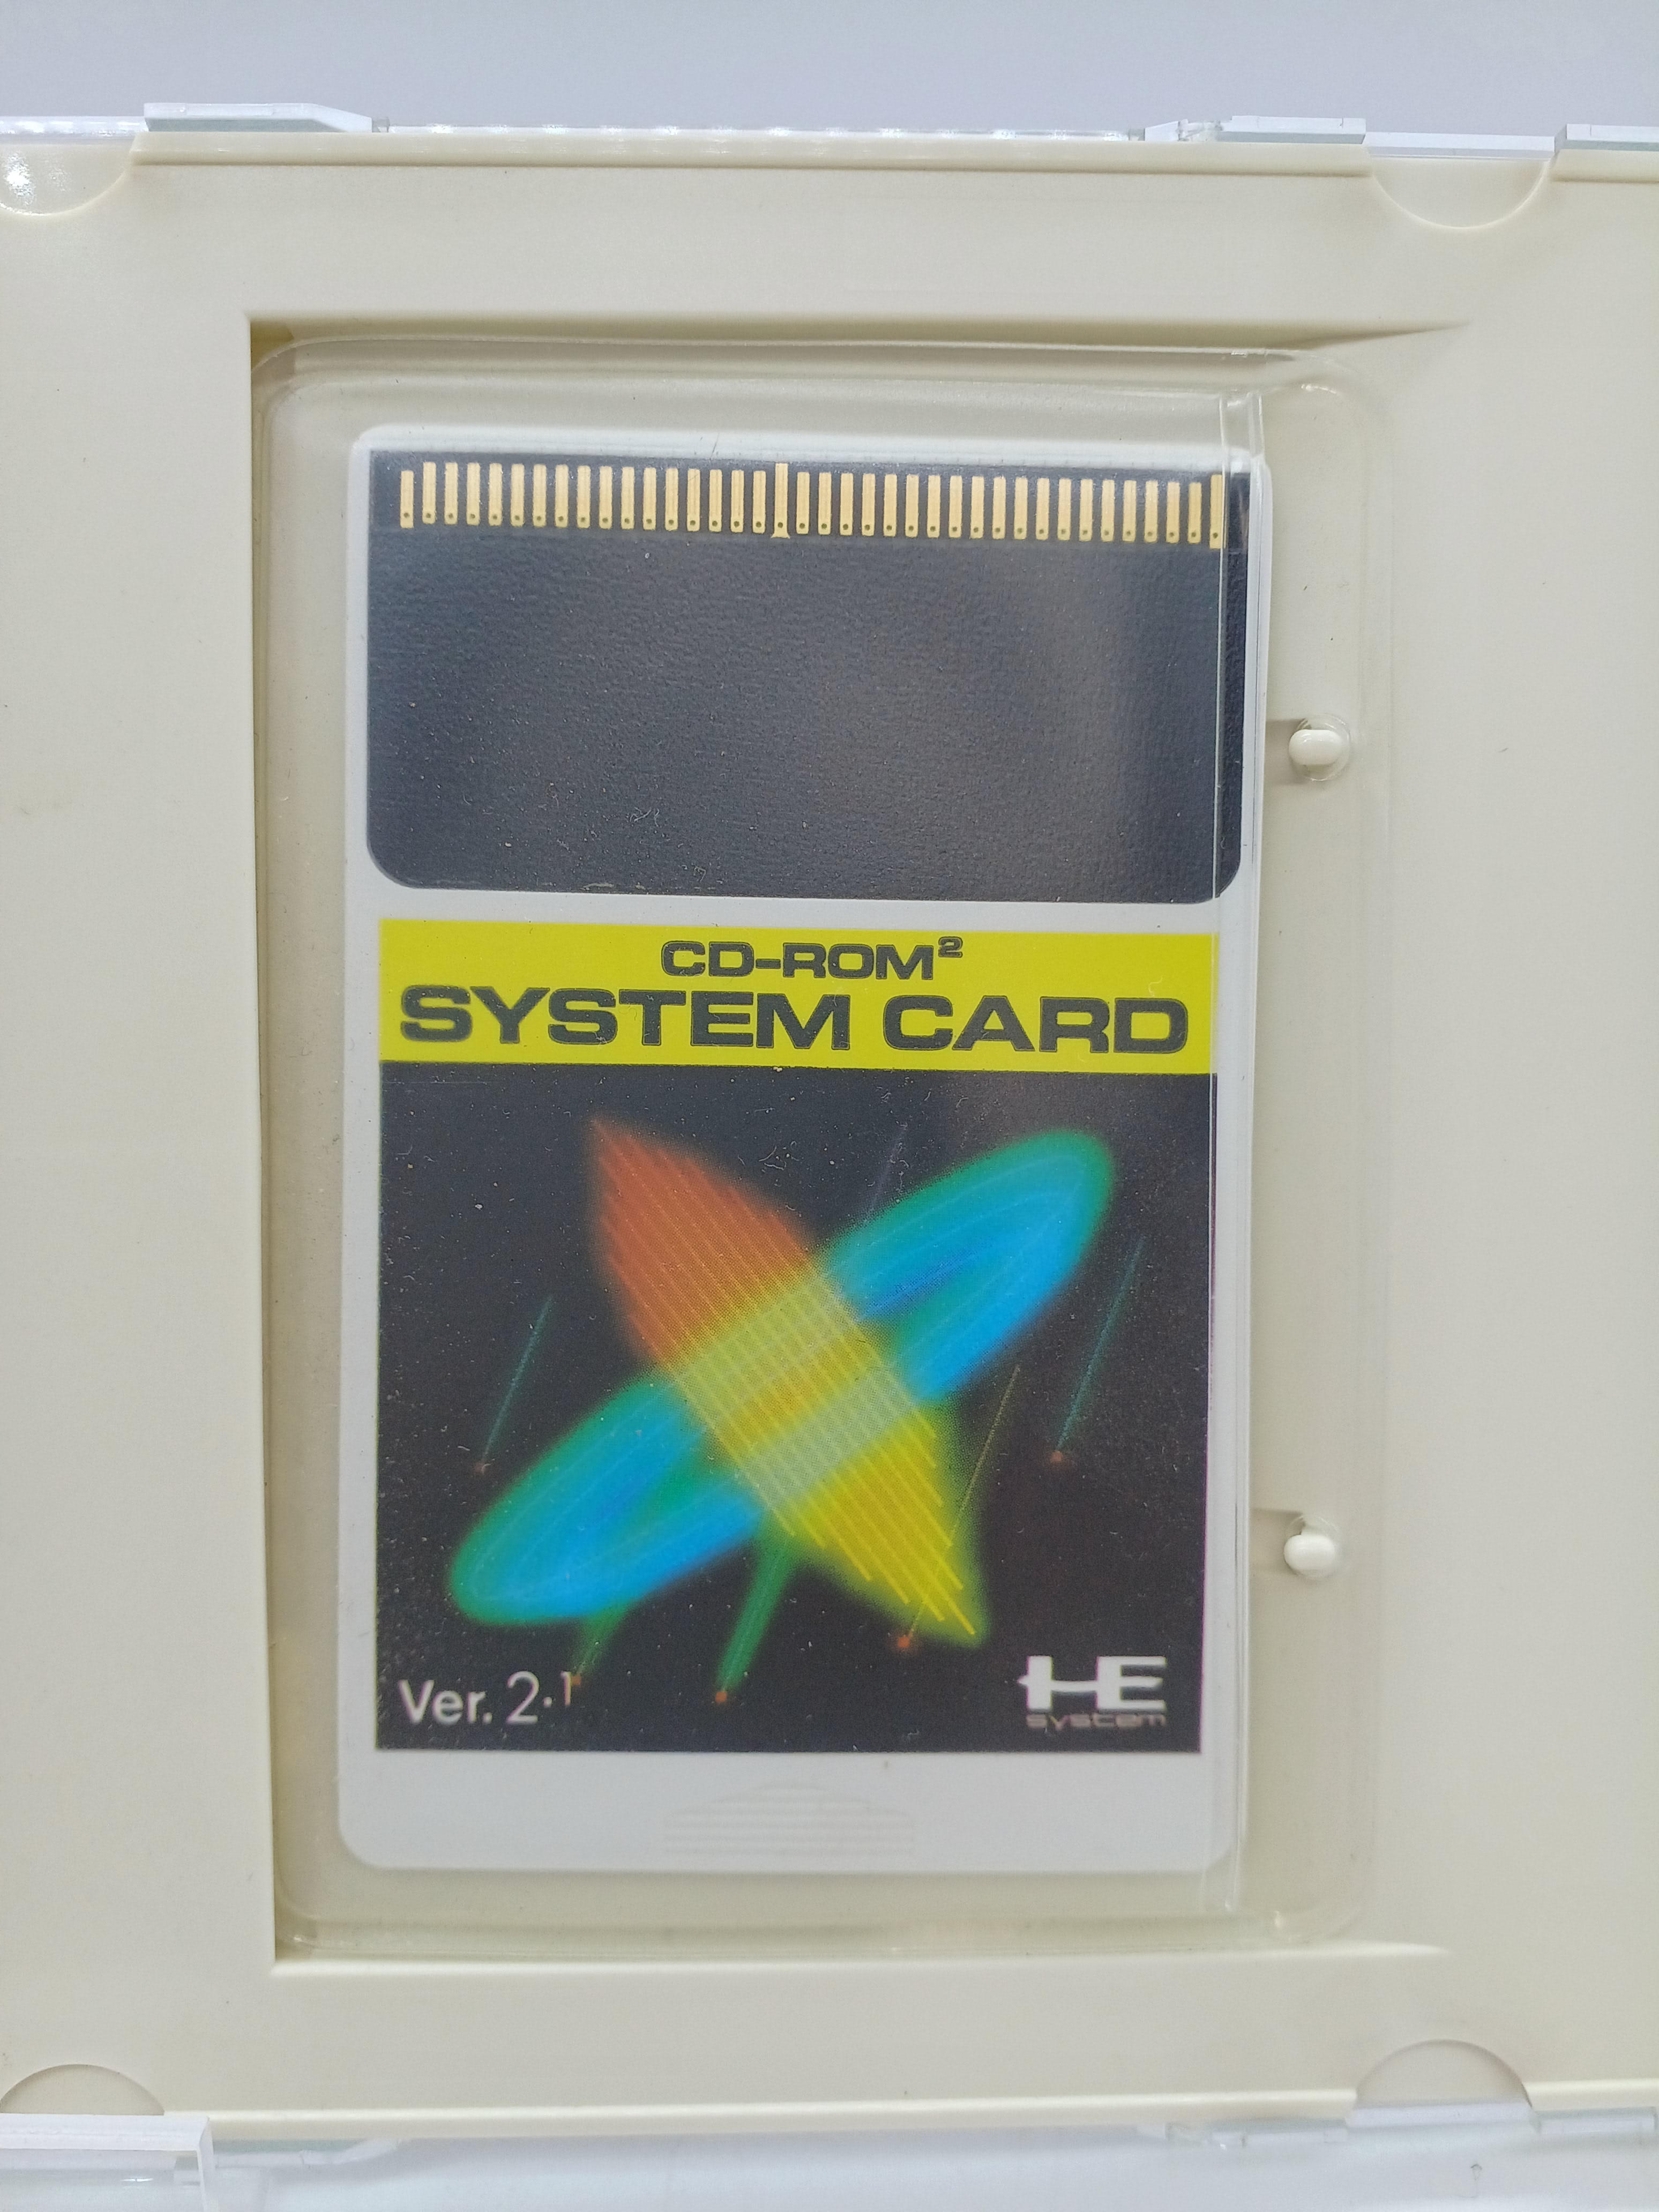 CD-ROM²
SYSTEM CARD
Ver. 2.1
HE
system